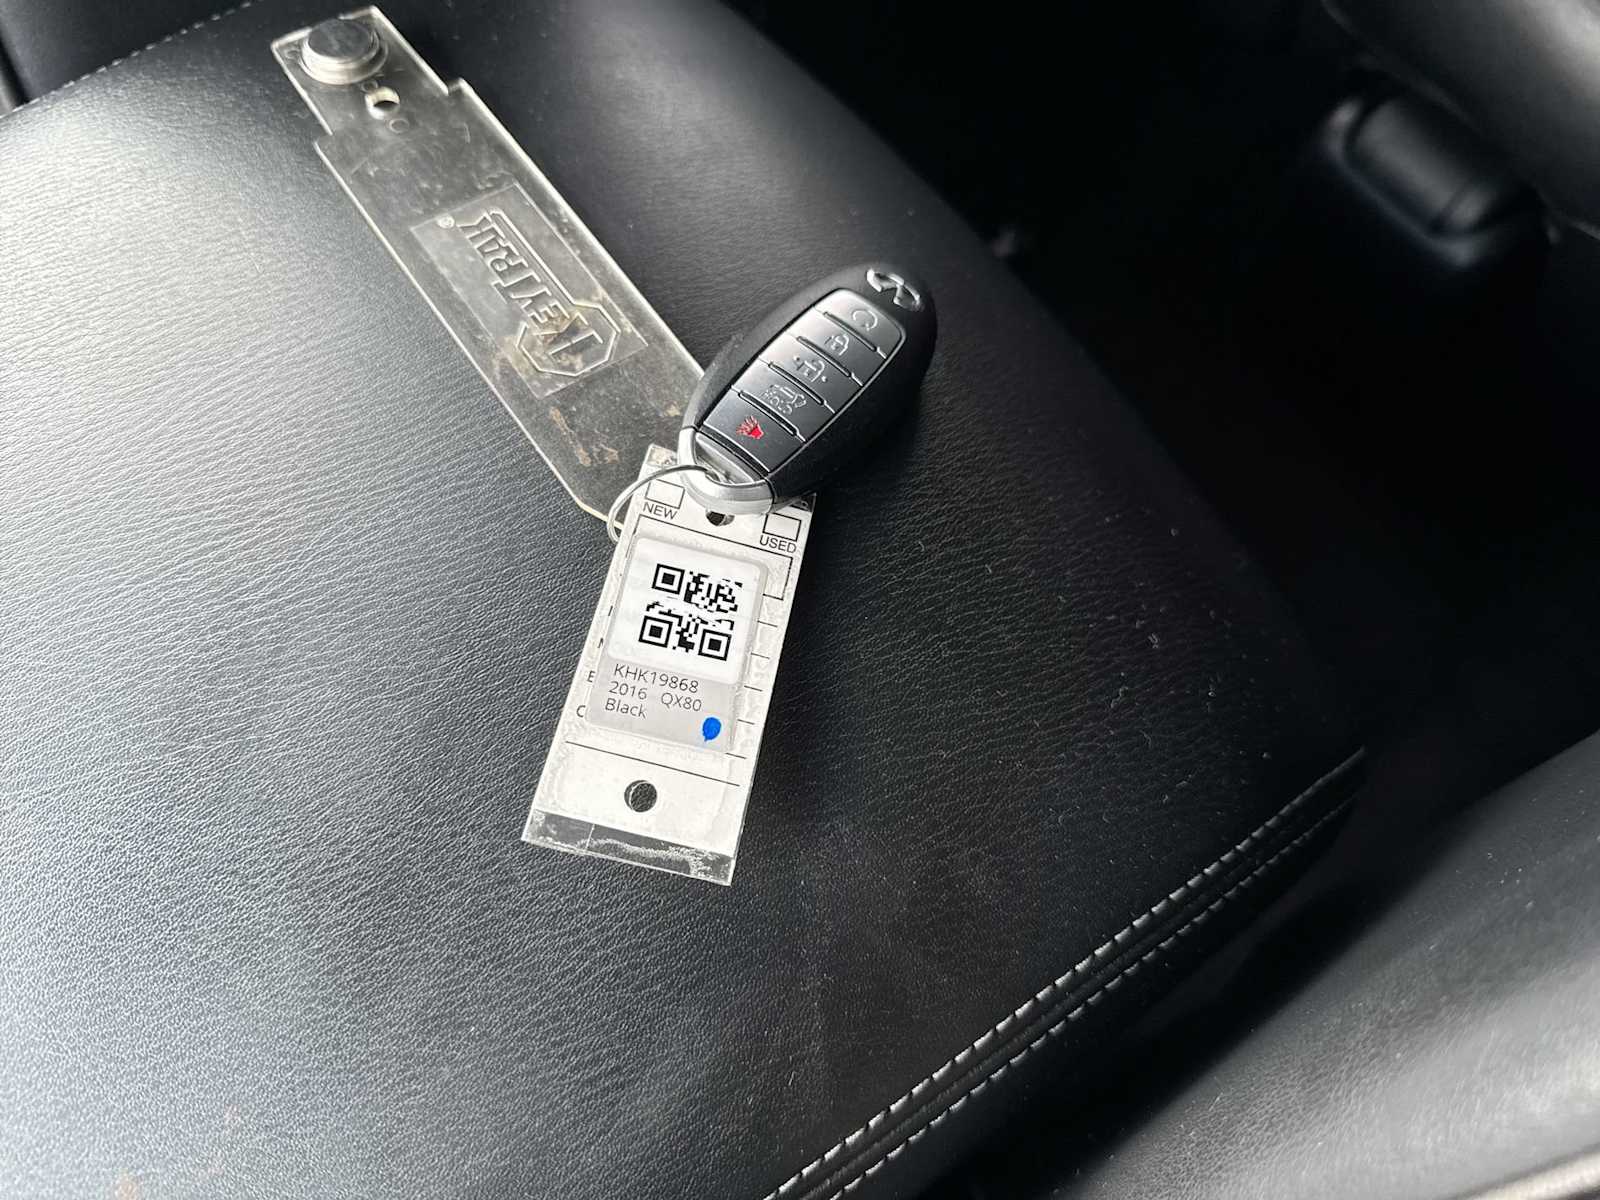 KEYTRAK®
NEW
USED
KHK19868
2016 QX80
Black